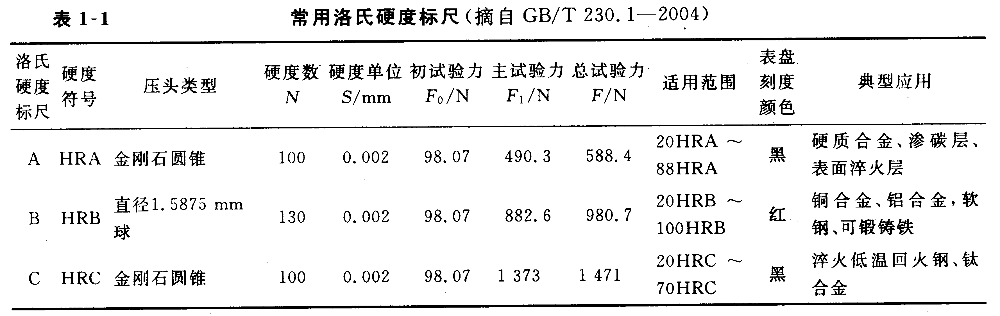 表 1-1 常用洛氏硬度标尺(摘自 GB/T 230.1—2004)
洛氏硬度标尺 硬度符号 压头类型 硬度数 N 硬度单位 S/mm 初试验力 F0/N 主试验力 F1/N 总试验力 F/N 适用范围 表盘刻度颜色 典型应用
A HRA 金刚石圆锥 100 0.002 98.07 490.3 588.4 20HRA ～ 88HRA 黑 硬质合金、渗碳层、表面淬火层
B HRB 直径1.5875 mm 球 130 0.002 98.07 882.6 980.7 20HRB ～ 100HRB 红 铜合金、铝合金，软钢、可锻铸铁
C HRC 金刚石圆锥 100 0.002 98.07 1 373 1 471 20HRC ～ 70HRC 黑 淬火低温回火钢、钛合金